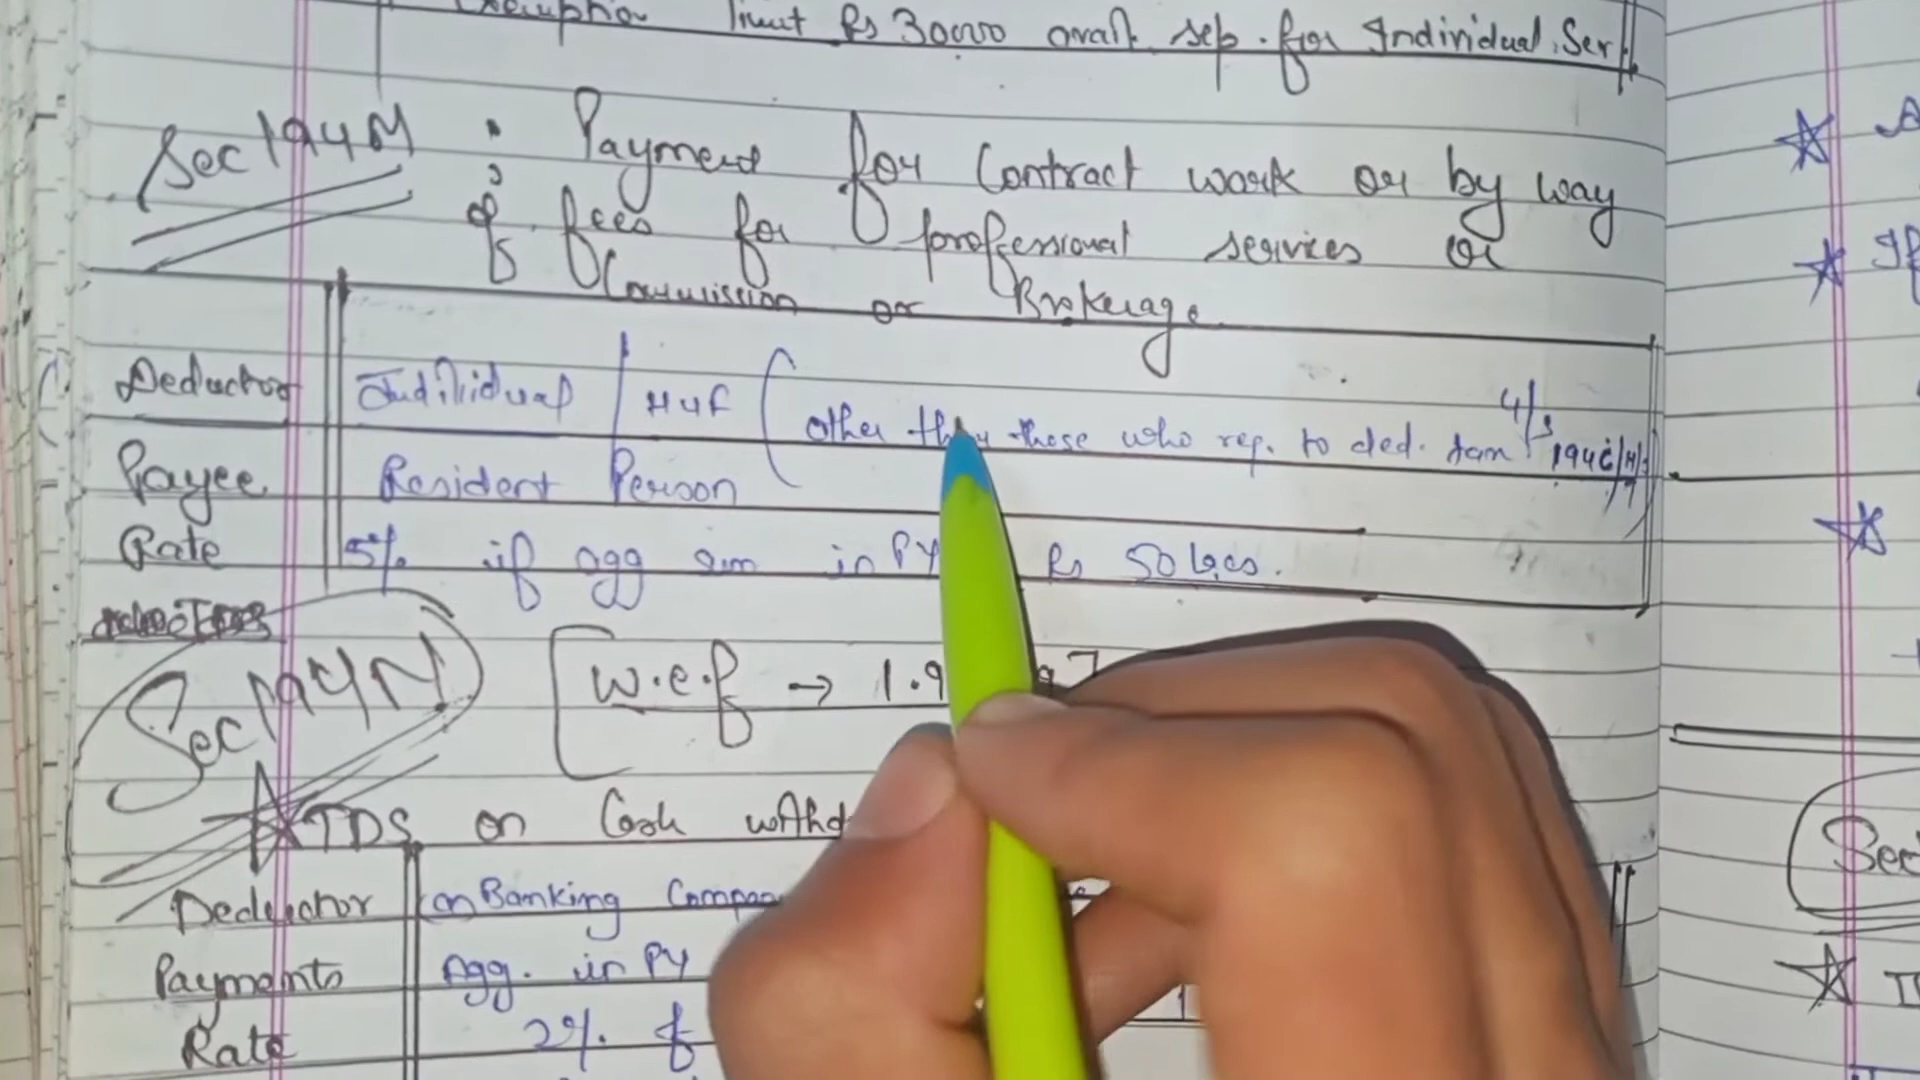 limit Rs 30000 overall sep. for Individual Ser
Sec 194M : Payment for Contract work or by way
of fees for professional services or
Commission or Brokerage
Deductor Individual / HUF (other than those who req. to ded. tax u/s 194C/H/J
Payee Resident Person
Rate 5% if agg sum in PY Rs 50 lacs.
Sec 194N [w.e.f → 1.9
★ TDS on Cash withd
Deductor Banking Compa
Payments Agg. in PY
Rate 2% of
Sec